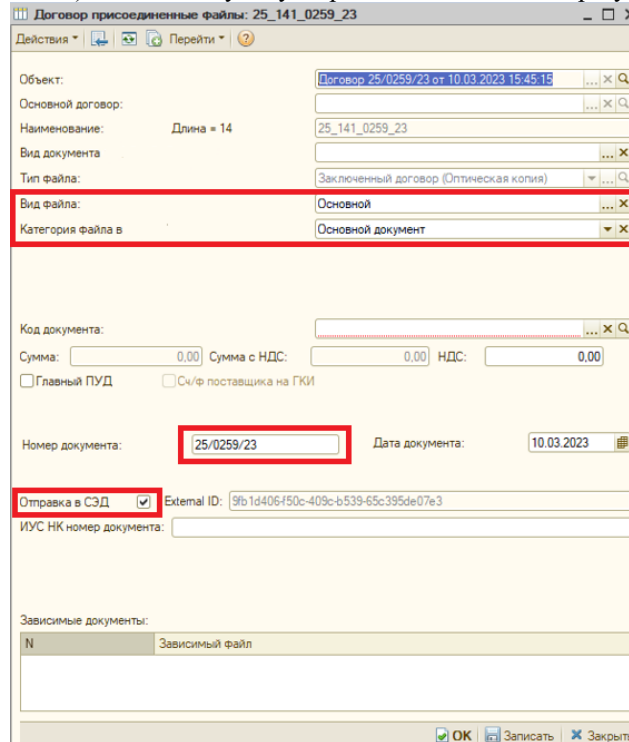 Договор присоединенные файлы: 25_141_0259_23
Действия Перейти
Объект: Договор 25/0259/23 от 10.03.2023 15:45:15
Основной договор:
Наименование: Длина = 14 25_141_0259_23
Вид документа
Тип файла: Заключенный договор (Оптическая копия)
Вид файла: Основной
Категория файла в Основной документ
Код документа:
Сумма: 0,00 Сумма с НДС: 0,00 НДС: 0,00
Главный ПУД Сч/ф поставщика на ГКИ
Номер документа: 25/0259/23 Дата документа: 10.03.2023
Отправка в СЭД External ID: 9fb1d406-f50c-409c-b539-65c395de07e3
ИУС НК номер документа:
Зависимые документы:
N Зависимый файл
OK Записать Закрыть